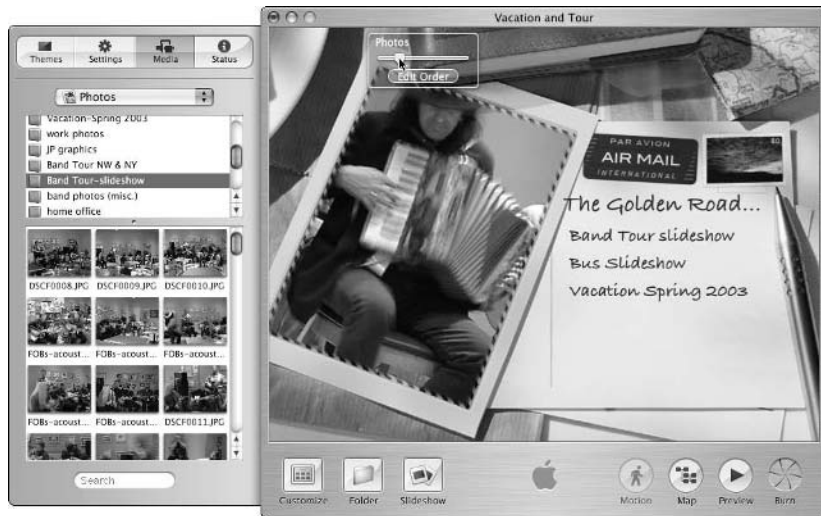 Vacation and Tour
Themes
Settings
Media
Status
Photos
Vacation-Spring 2003
work photos
JP graphics
Band Tour NW & NY
Band Tour-slideshow
band photos (misc.)
home office
DSCF0008.JPG
DSCF0009.JPG
DSCF0010.JPG
FOBs-acoust...
FOBs-acoust...
FOBs-acoust...
FOBs-acoust...
FOBs-acoust...
DSCF0011.JPG
Search
Photos
Edit Order
PAR AVION
AIR MAIL
INTERNATIONAL
80
The Golden Road...
Band Tour slideshow
Bus Slideshow
Vacation Spring 2003
Customize
Folder
Slideshow
Motion
Map
Preview
Burn